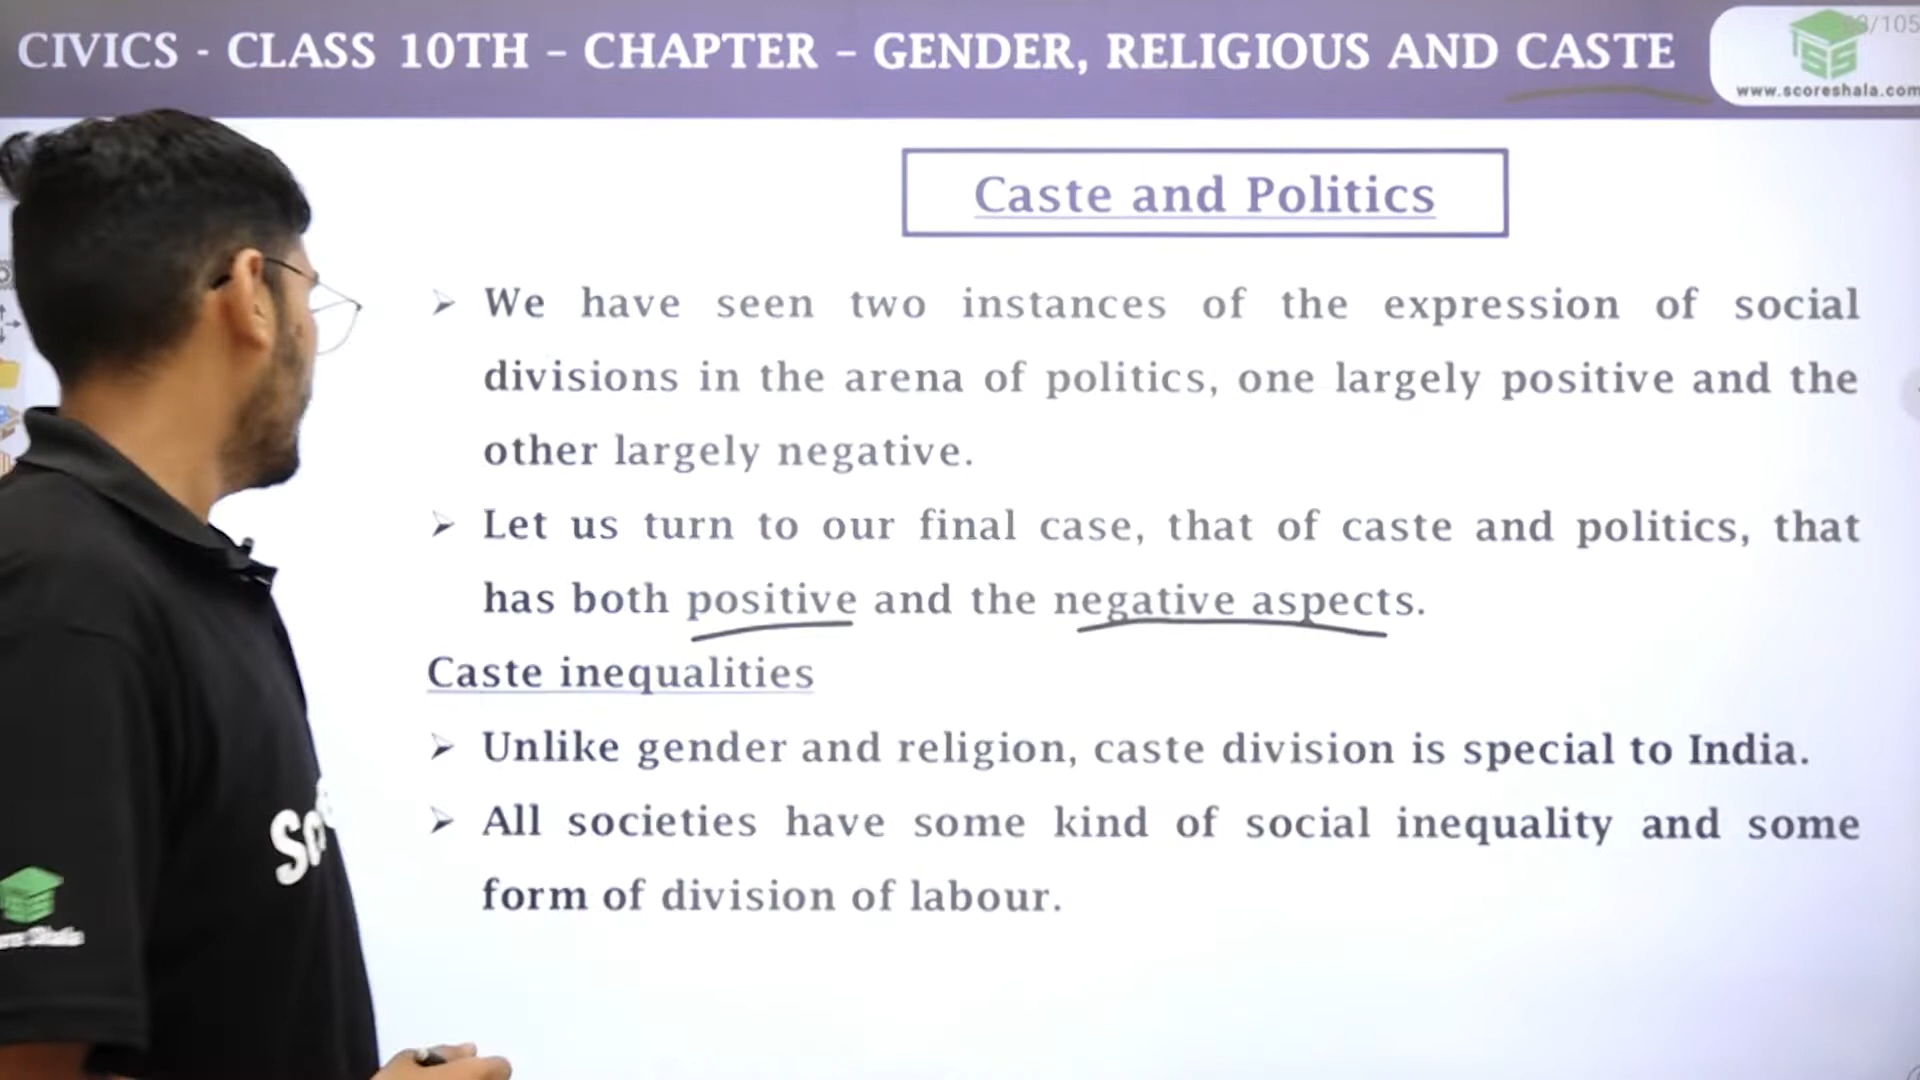 CIVICS - CLASS 10TH – CHAPTER – GENDER, RELIGIOUS AND CASTE
/105
www.scoreshala.com
Caste and Politics
➢ We have seen two instances of the expression of social
divisions in the arena of politics, one largely positive and the
other largely negative.
➢ Let us turn to our final case, that of caste and politics, that
has both positive and the negative aspects.
Caste inequalities
➢ Unlike gender and religion, caste division is special to India.
➢ All societies have some kind of social inequality and some
form of division of labour.